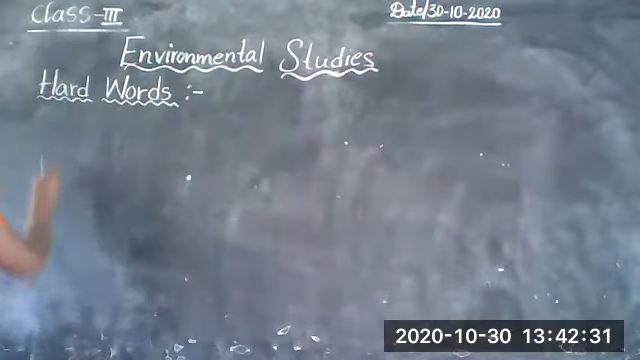 Class-III
Date/30-10-2020
Environmental Studies
Hard Words :-
2020-10-30 13:42:31